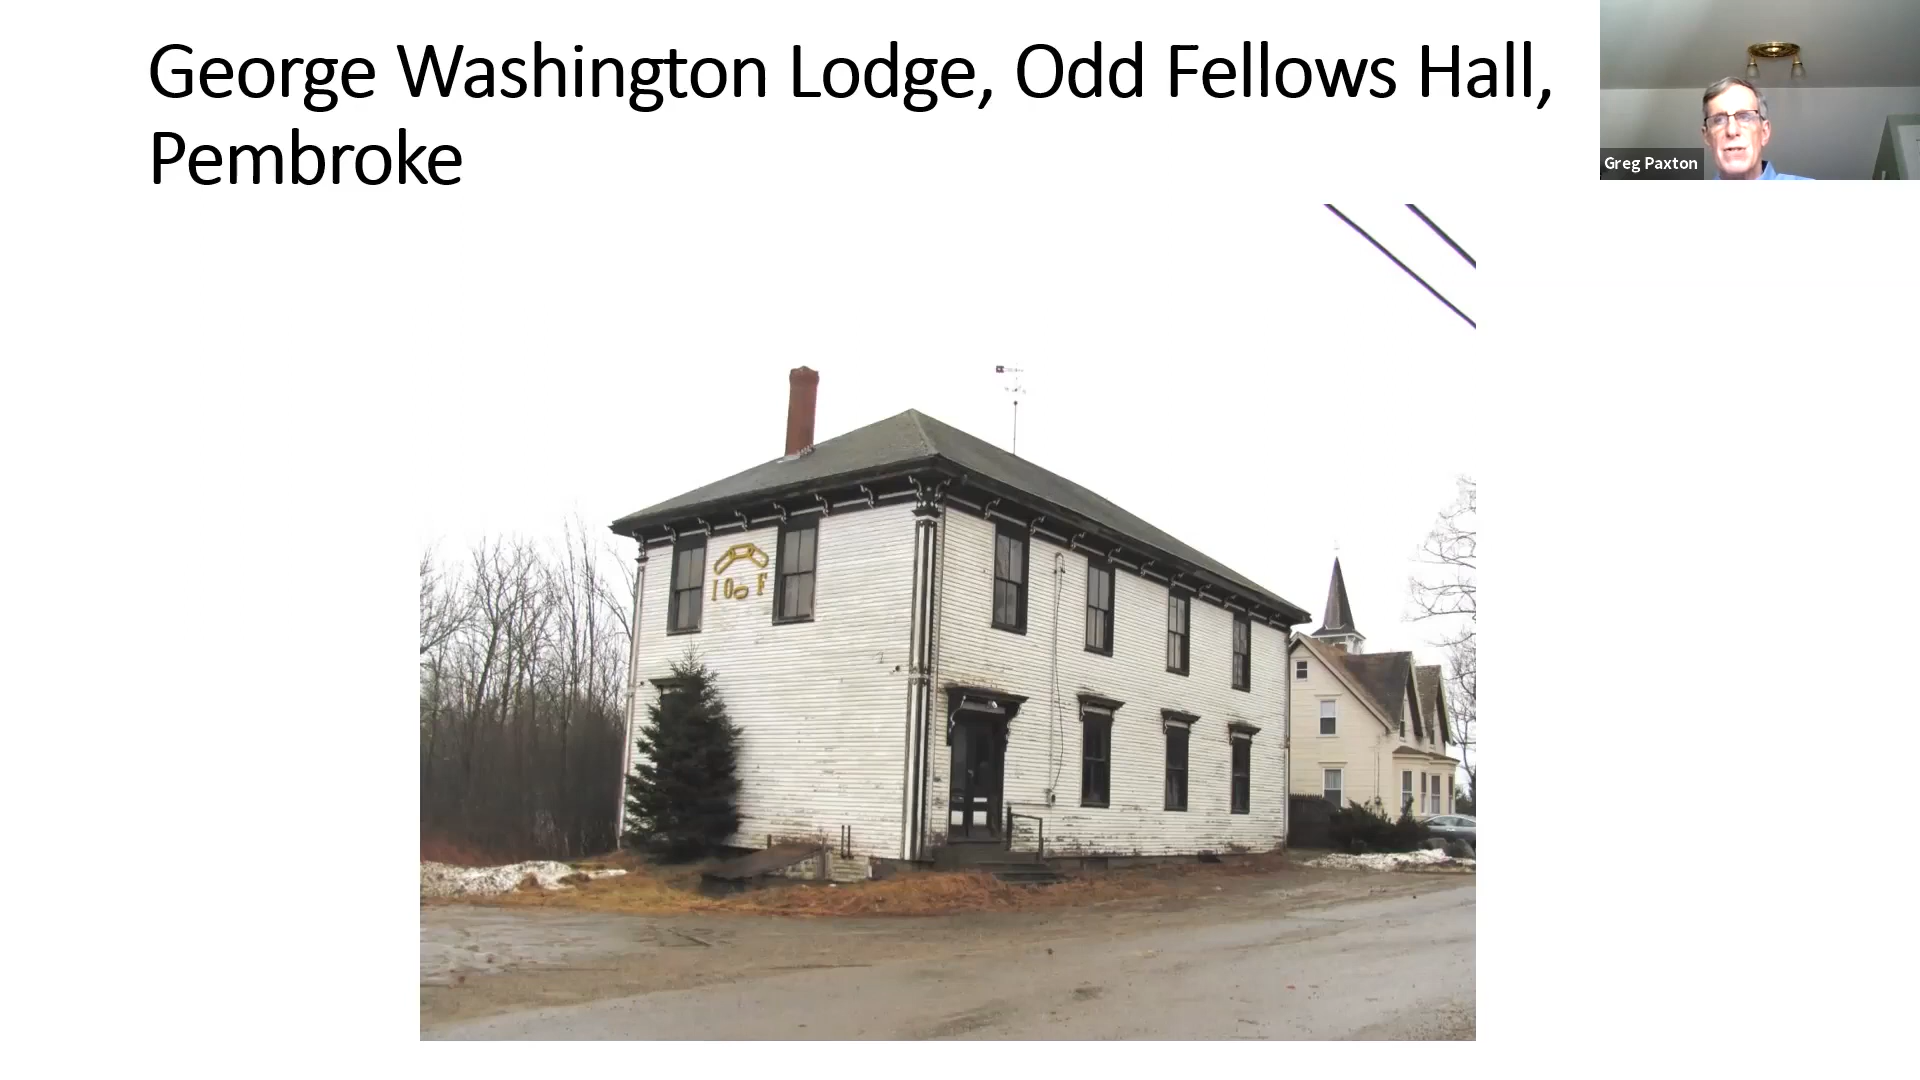 George Washington Lodge, Odd Fellows Hall,
Pembroke
Greg Paxton
I O O F